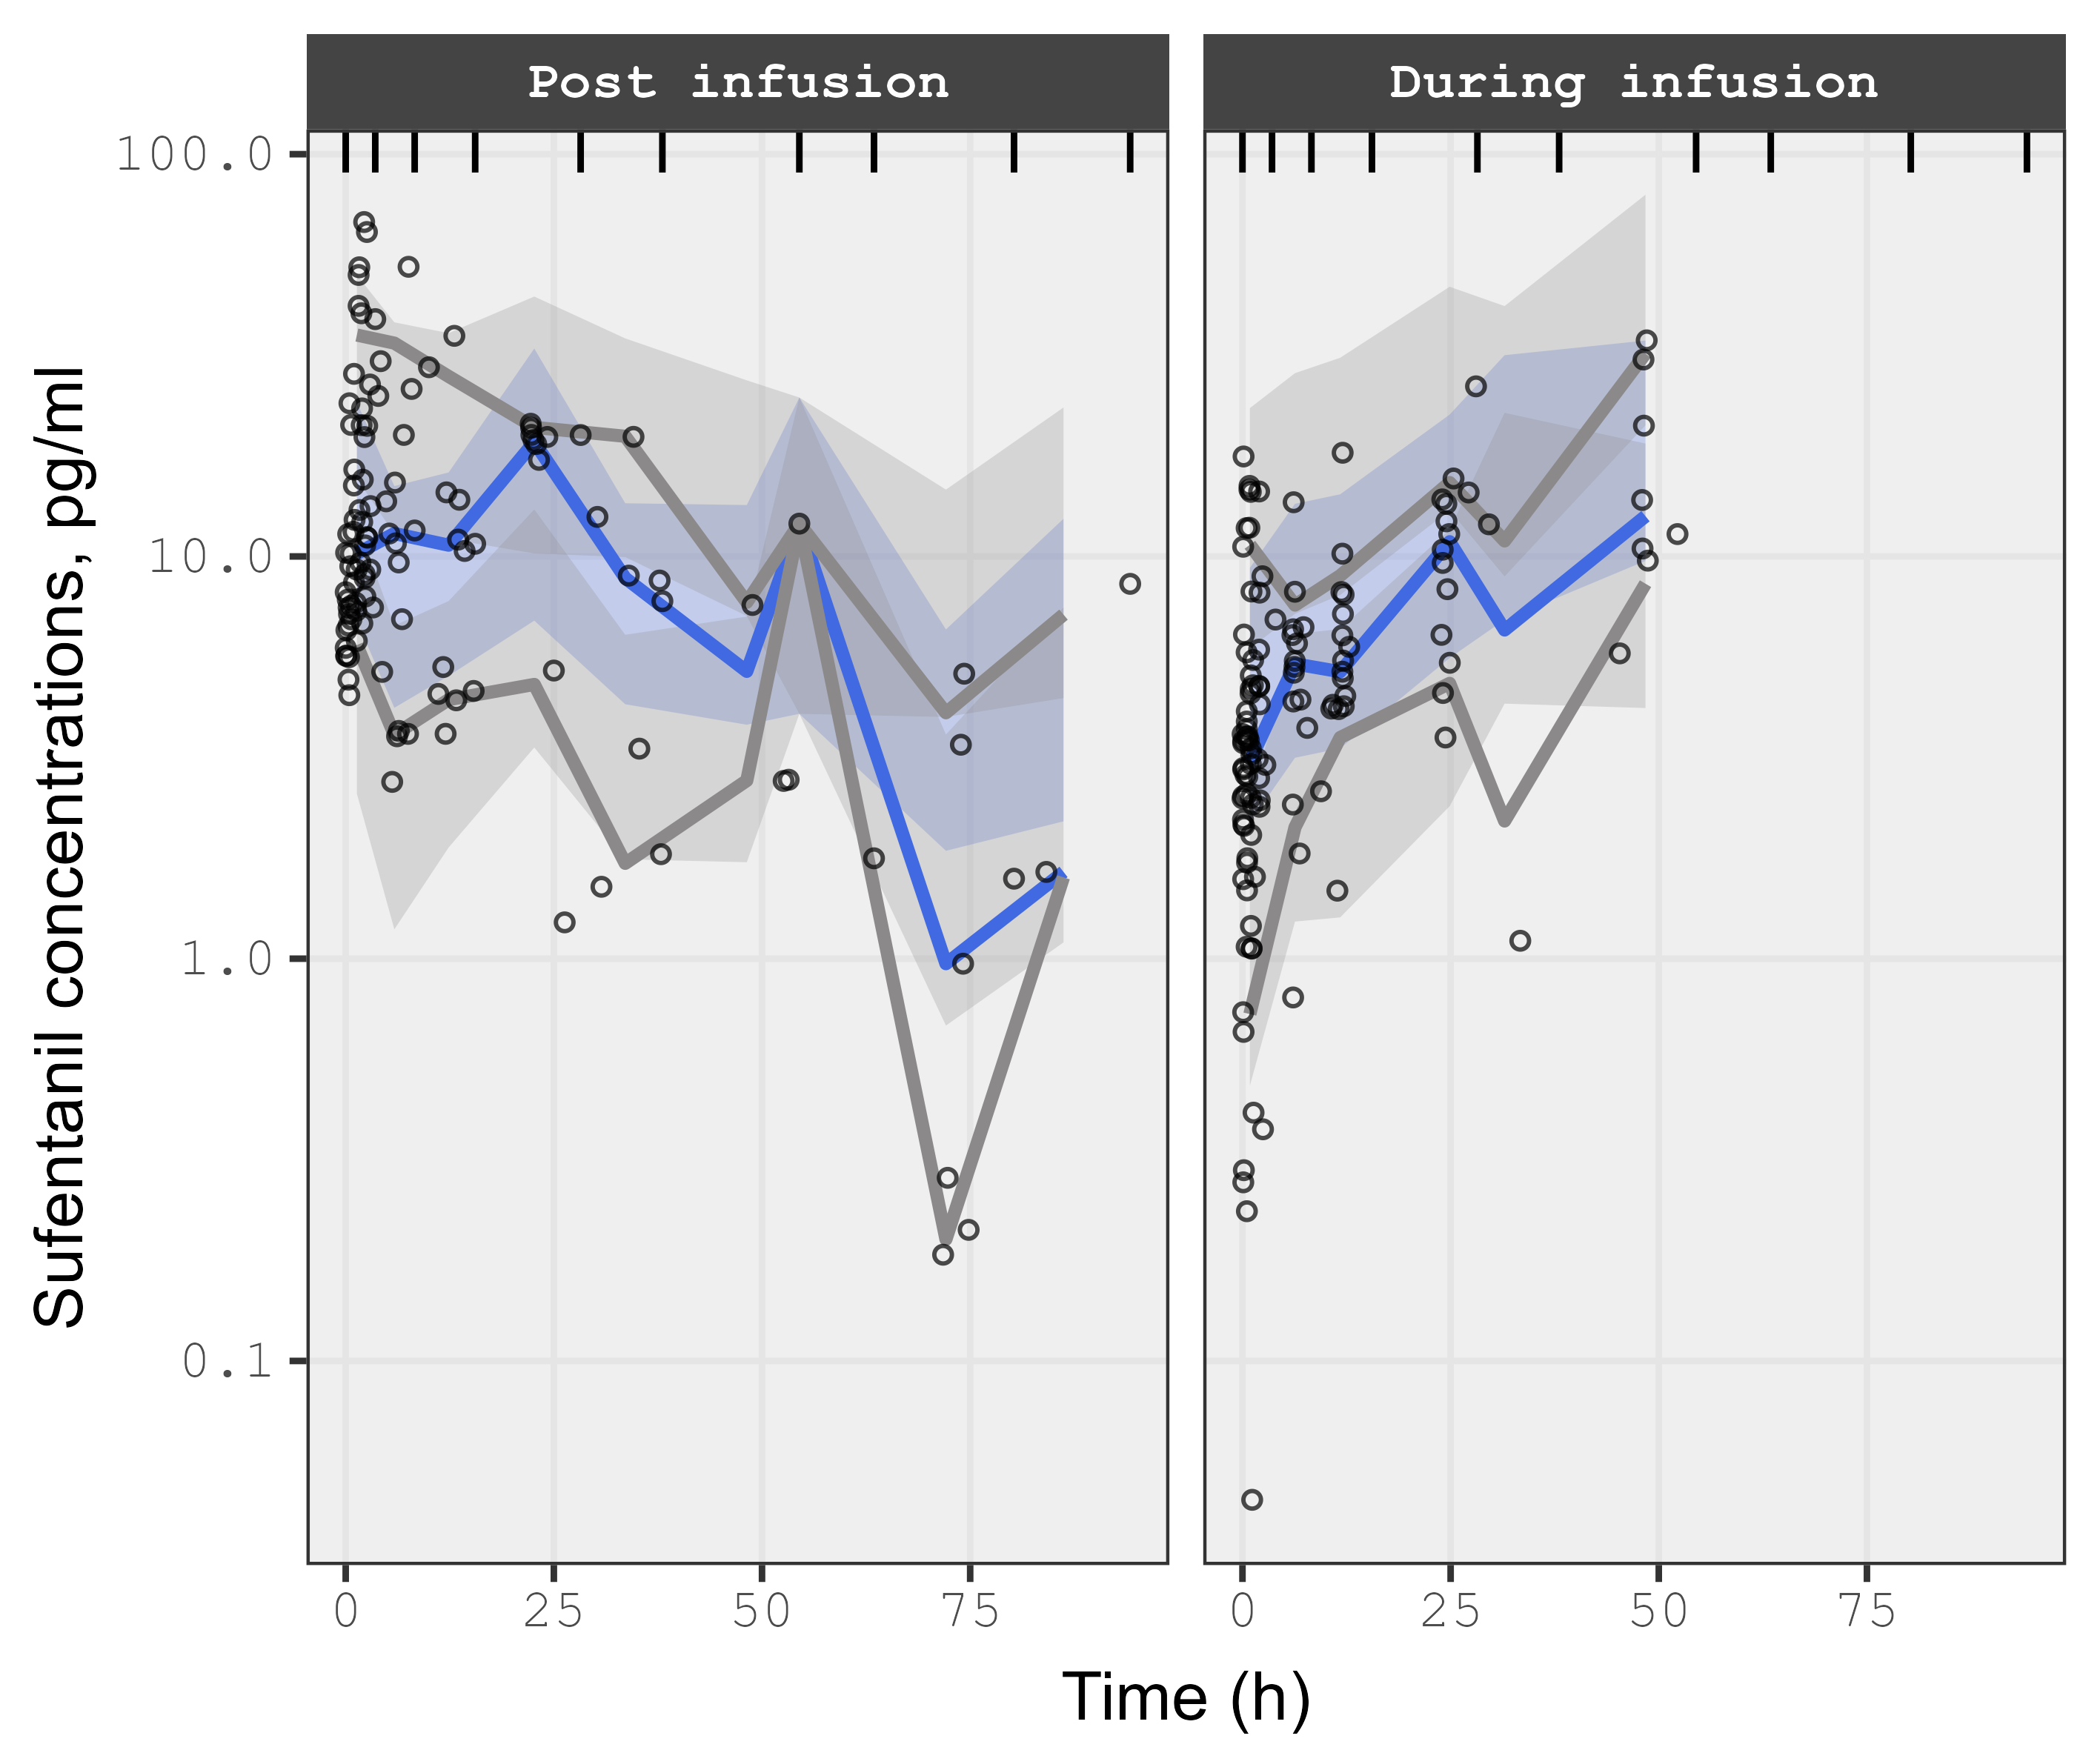 Post infusion
During infusion
Sufentanil concentrations, pg/ml
100.0
10.0
1.0
0.1
0 25 50 75
0 25 50 75
Time (h)